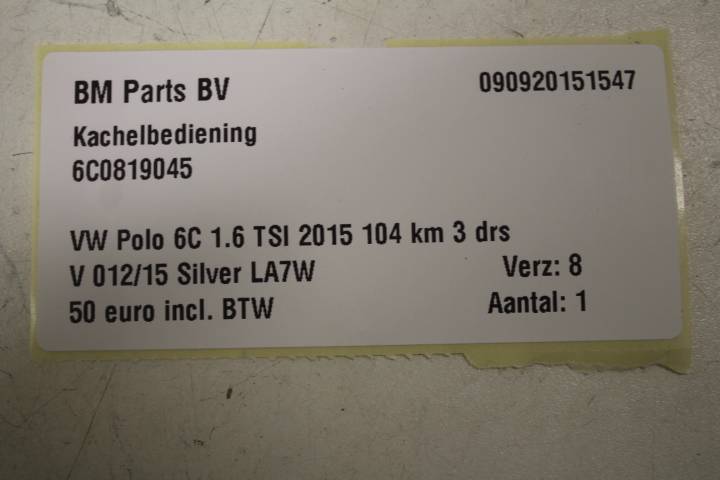 BM Parts BV 090920151547
Kachelbediening
6C0819045
VW Polo 6C 1.6 TSI 2015 104 km 3 drs
V 012/15 Silver LA7W Verz: 8
50 euro incl. BTW Aantal: 1